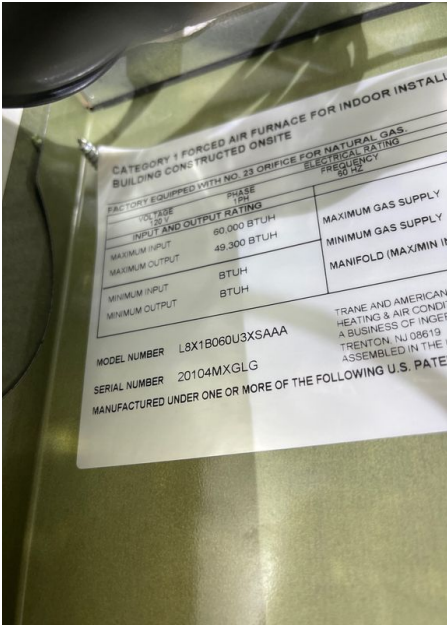 CATEGORY 1 FORCED AIR FURNACE FOR INDOOR INSTALL
BUILDING CONSTRUCTED ONSITE
FACTORY EQUIPPED WITH NO. 23 ORIFICE FOR NATURAL GAS.
ELECTRICAL RATING
VOLTAGE PHASE FREQUENCY
120 V 1PH 60 HZ
INPUT AND OUTPUT RATING
MAXIMUM INPUT 60,000 BTUH
MAXIMUM OUTPUT 49,300 BTUH
MINIMUM INPUT BTUH
MINIMUM OUTPUT BTUH
MAXIMUM GAS SUPPLY
MINIMUM GAS SUPPLY
MANIFOLD (MAX/MIN IN
MODEL NUMBER L8X1B060U3XSAAA
SERIAL NUMBER 20104MXGLG
TRANE AND AMERICAN
HEATING & AIR CONDI
A BUSINESS OF INGER
TRENTON, NJ 08619
ASSEMBLED IN THE
MANUFACTURED UNDER ONE OR MORE OF THE FOLLOWING U.S. PATE